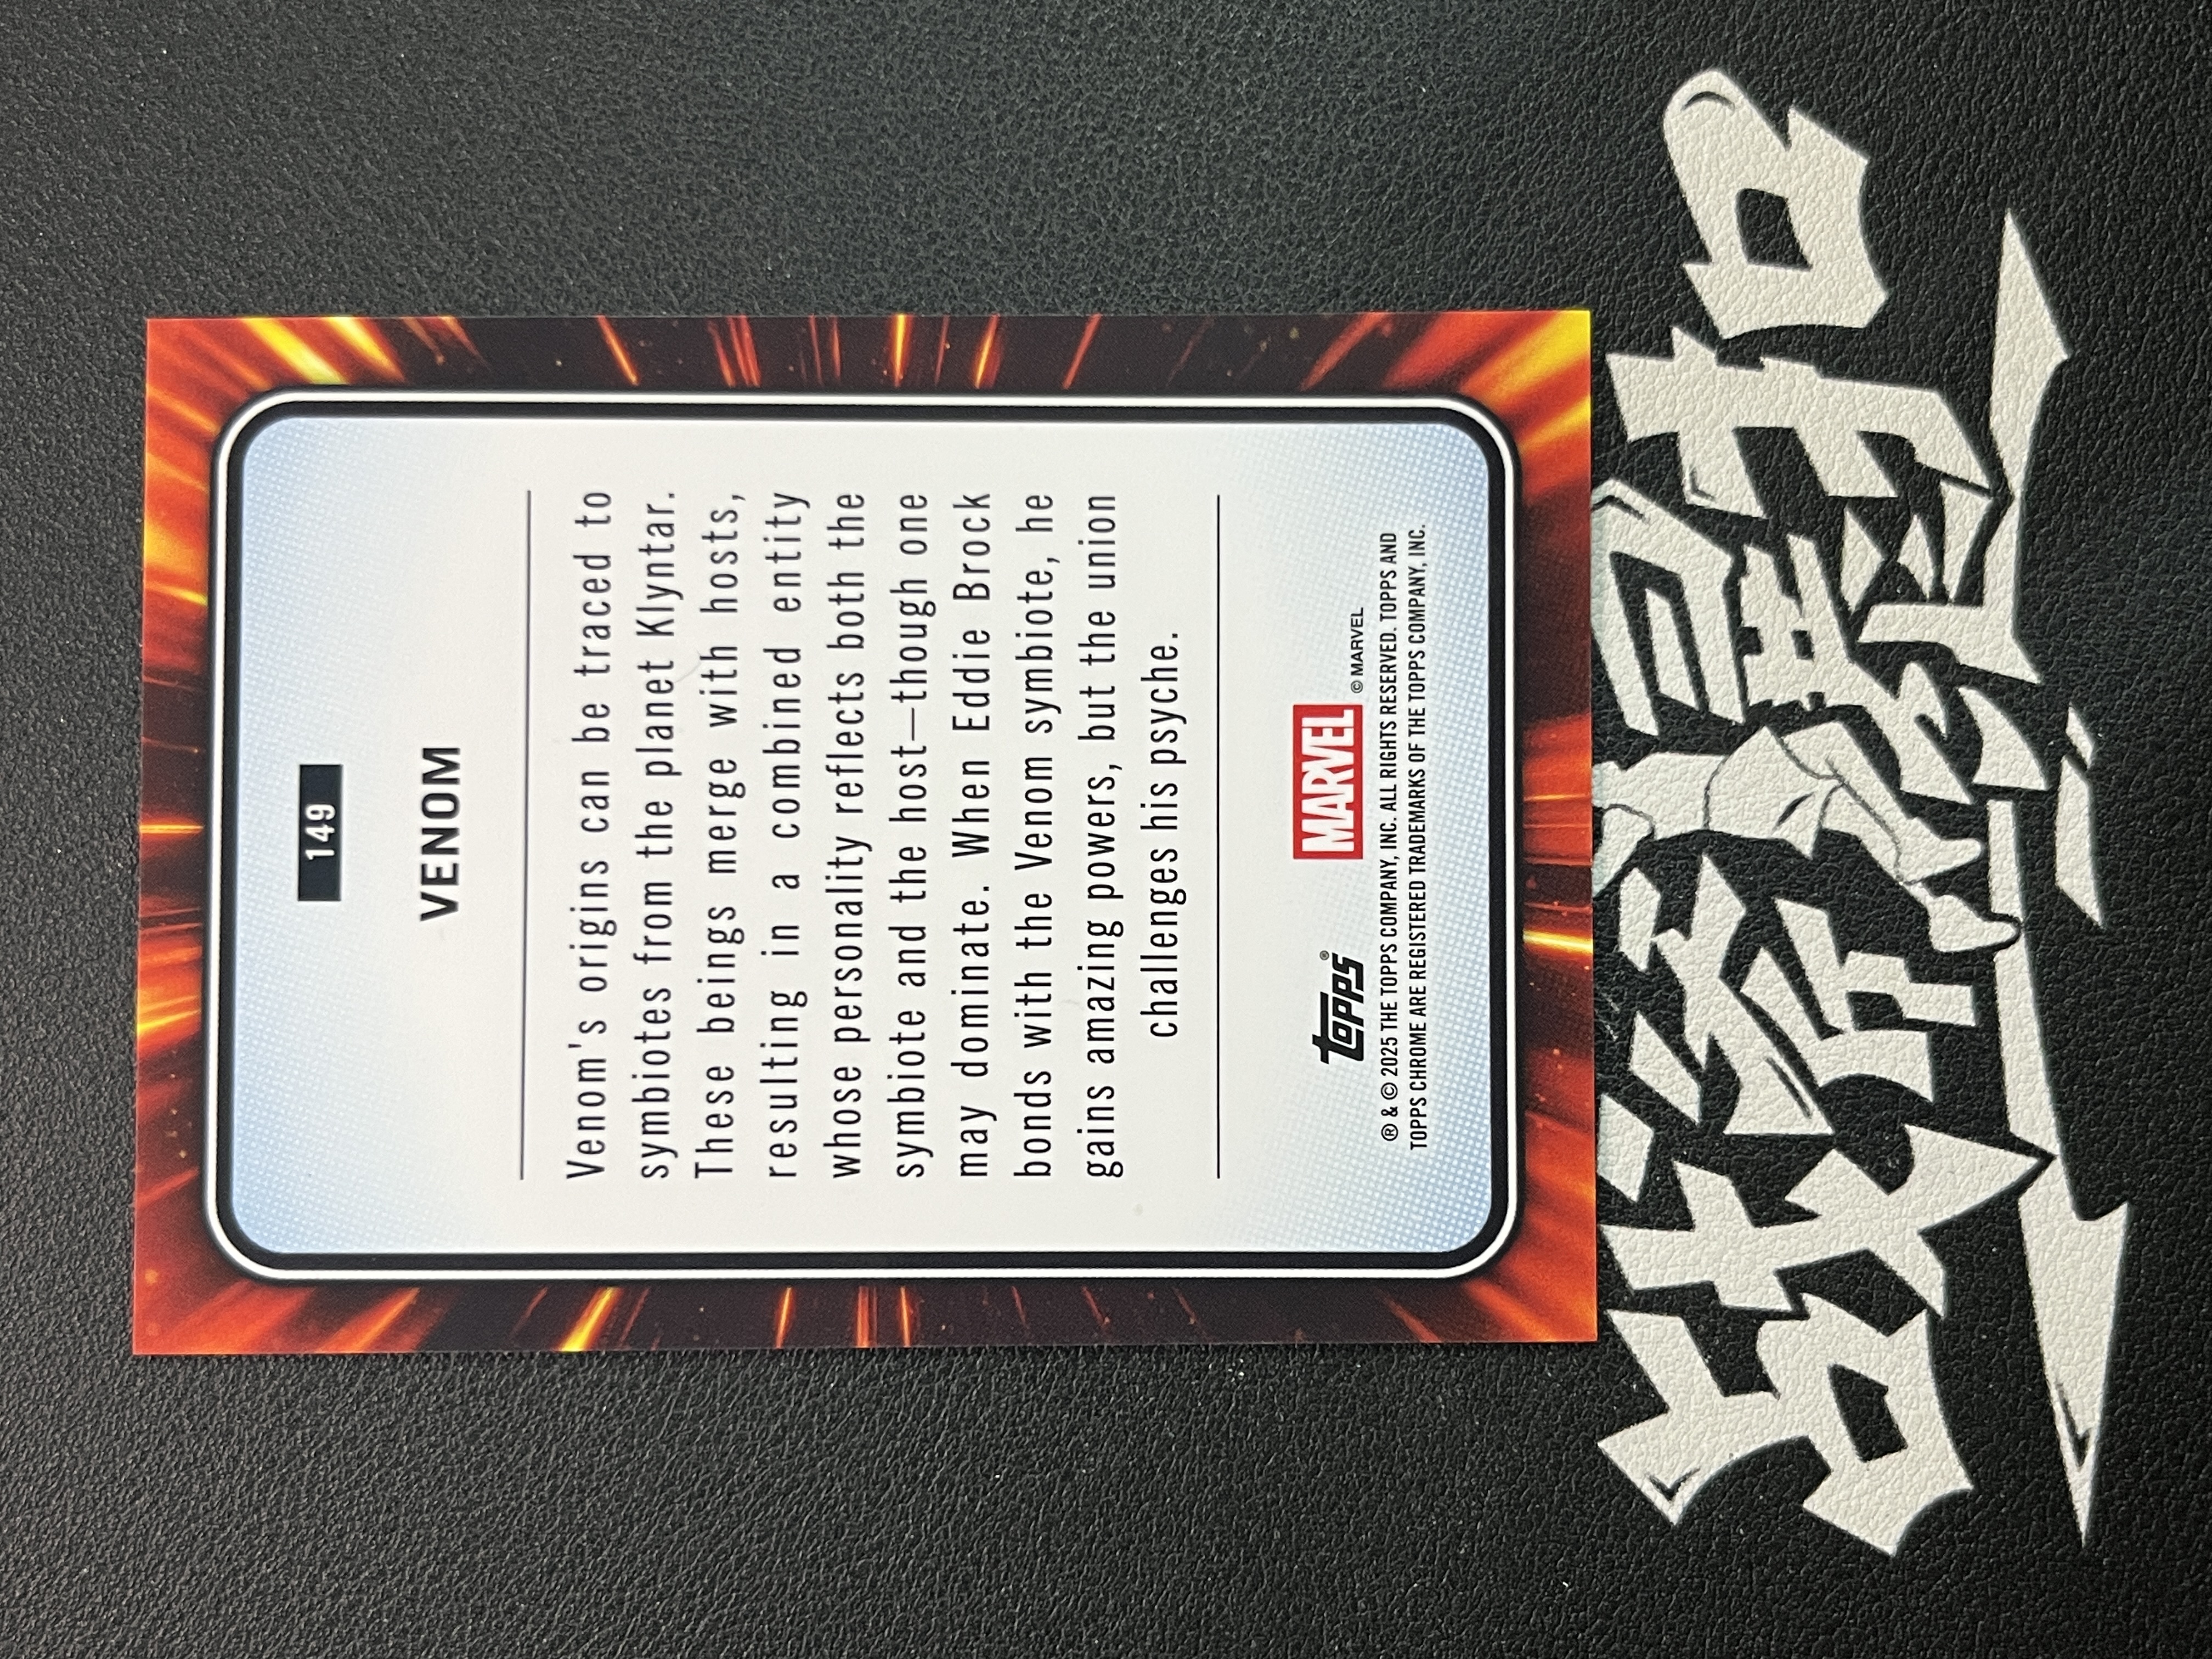 149
VENOM
Venom's origins can be traced to
symbiotes from the planet Klyntar.
These beings merge with hosts,
resulting in a combined entity
whose personality reflects both the
symbiote and the host—though one
may dominate. When Eddie Brock
bonds with the Venom symbiote, he
gains amazing powers, but the union
challenges his psyche.
topps® MARVEL © MARVEL
® & © 2025 THE TOPPS COMPANY, INC. ALL RIGHTS RESERVED. TOPPS AND
TOPPS CHROME ARE REGISTERED TRADEMARKS OF THE TOPPS COMPANY, INC.